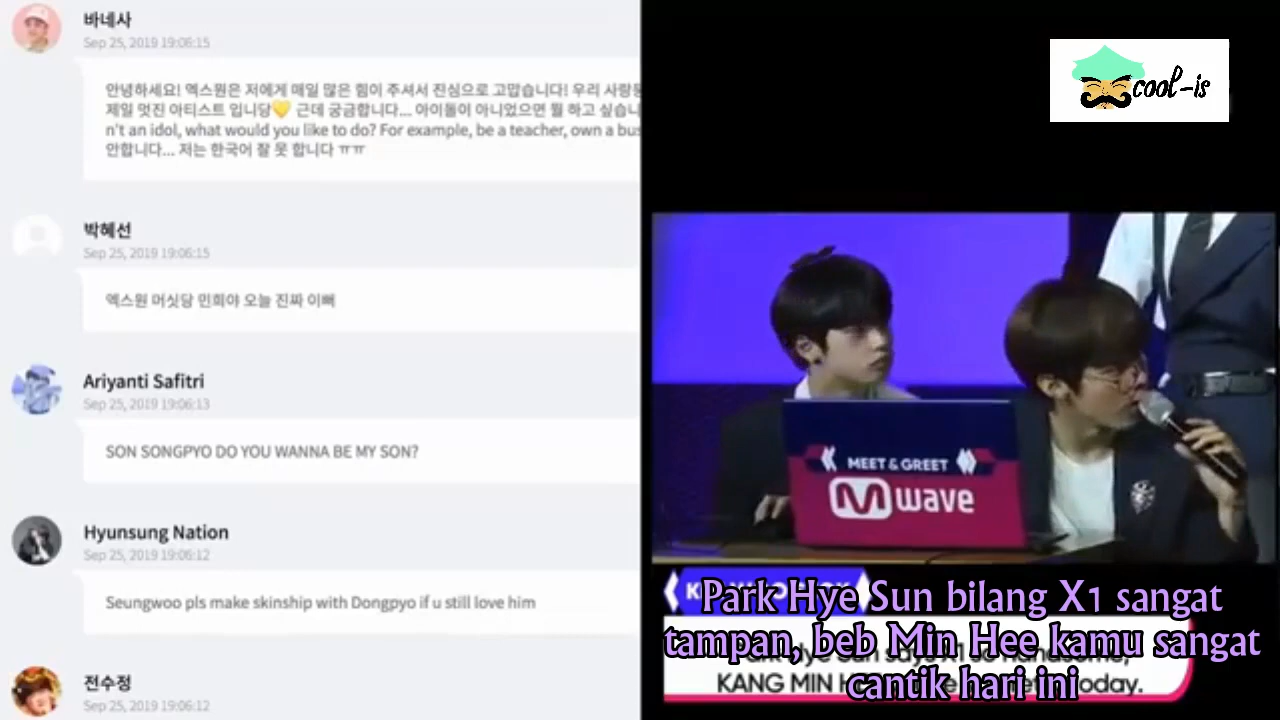 바네사
Sep 25, 2019 19:06:15
안녕하세요! 엑스원은 저에게 매일 많은 힘이 주셔서 진심으로 고맙습니다! 우리 사랑둥
제일 멋진 아티스트 입니당💛 근데 궁금합니다... 아이돌이 아니었으면 뭘 하고 싶습니
n't an idol, what would you like to do? For example, be a teacher, own a bus
안합니다... 저는 한국어 잘 못 합니다 ㅠㅠ
박혜선
Sep 25, 2019 19:06:15
엑스원 머싯당 민희야 오늘 진짜 이뻐
Ariyanti Safitri
Sep 25, 2019 19:06:13
SON SONGPYO DO YOU WANNA BE MY SON?
Hyunsung Nation
Sep 25, 2019 19:06:12
Seungwoo pls make skinship with Dongpyo if u still love him
전수정
Sep 25, 2019 19:06:12
cool-is
MEET & GREET
Mwave
Park Hye Sun bilang X1 sangat
tampan, beb Min Hee kamu sangat
cantik hari ini
KANG MIN
today.